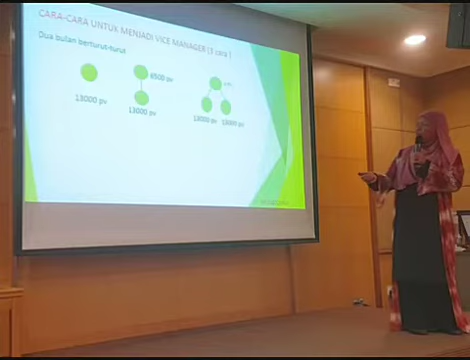 CARA-CARA UNTUK MENJADI VICE MANAGER (3 cara )
Dua bulan berturut-turut
6500 pv
13000 pv
13000 pv
13000 pv 13000 pv